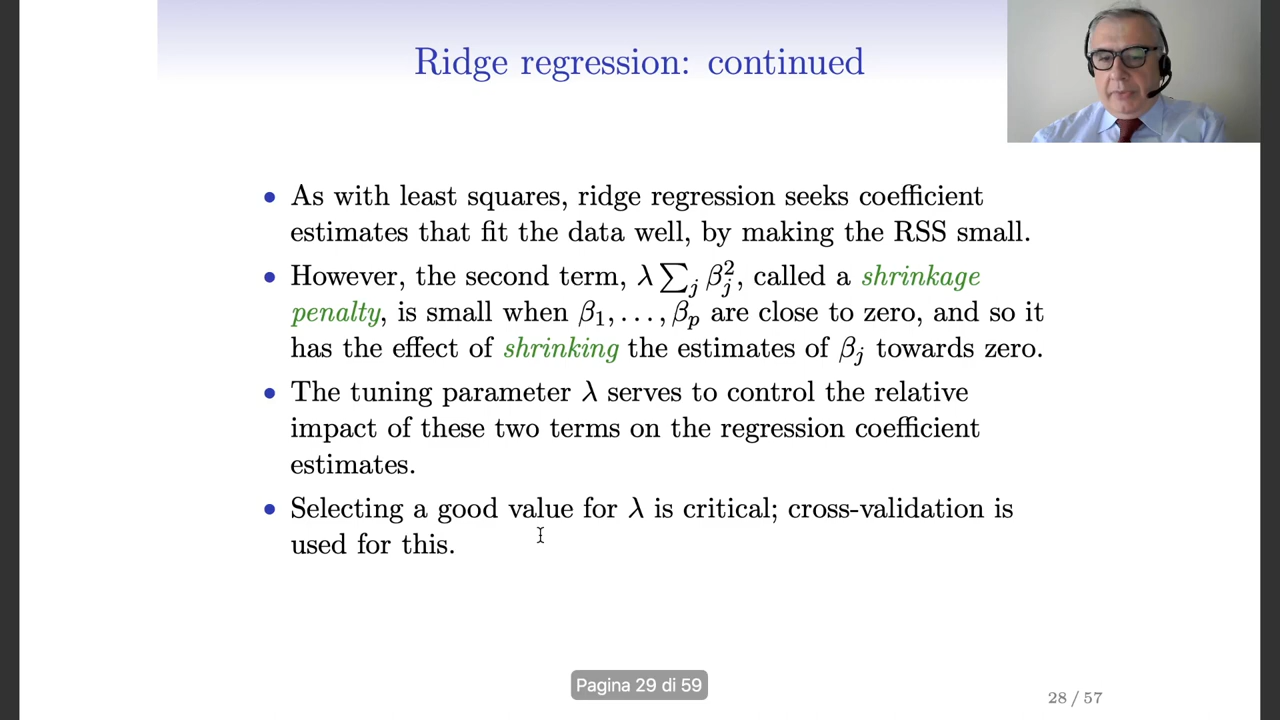 Ridge regression: continued
• As with least squares, ridge regression seeks coefficient
estimates that fit the data well, by making the RSS small.
• However, the second term, λ∑ⱼ βⱼ², called a shrinkage
penalty, is small when β₁, . . . , βₚ are close to zero, and so it
has the effect of shrinking the estimates of βⱼ towards zero.
• The tuning parameter λ serves to control the relative
impact of these two terms on the regression coefficient
estimates.
• Selecting a good value for λ is critical; cross-validation is
used for this.
Pagina 29 di 59
28 / 57